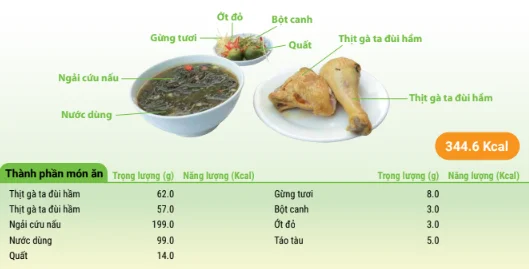 Ớt đỏ
Bột canh
Gừng tươi
Quất
Thịt gà ta đùi hầm
Ngải cứu nấu
Thịt gà ta đùi hầm
Nước dùng
344.6 Kcal
Thành phần món ăn Trọng lượng (g) Năng lượng (Kcal) Trọng lượng (g) Năng lượng (Kcal)
Thịt gà ta đùi hầm 62.0 Gừng tươi 8.0
Thịt gà ta đùi hầm 57.0 Bột canh 3.0
Ngải cứu nấu 199.0 Ớt đỏ 3.0
Nước dùng 99.0 Táo tàu 5.0
Quất 14.0